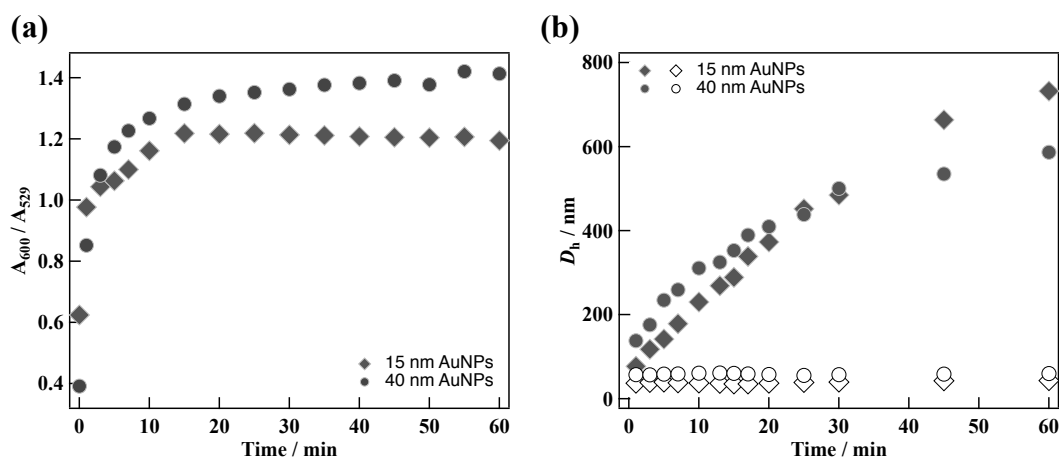 (a)
A600 / A529
1.4
1.2
1.0
0.8
0.6
0.4
15 nm AuNPs
40 nm AuNPs
0 10 20 30 40 50 60
Time / min
(b)
Dh / nm
800
600
400
200
0
15 nm AuNPs
40 nm AuNPs
0 10 20 30 40 50 60
Time / min